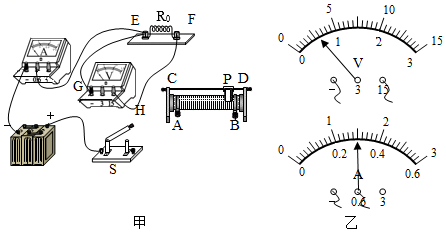 E R₀ F
A
V
G
H
C P D
A B
− +
S
甲
0 5 10 15
0 1 2 3
V
− 3 15
0 1 2 3
0 0.2 0.4 0.6
A
− 0.6 3
乙